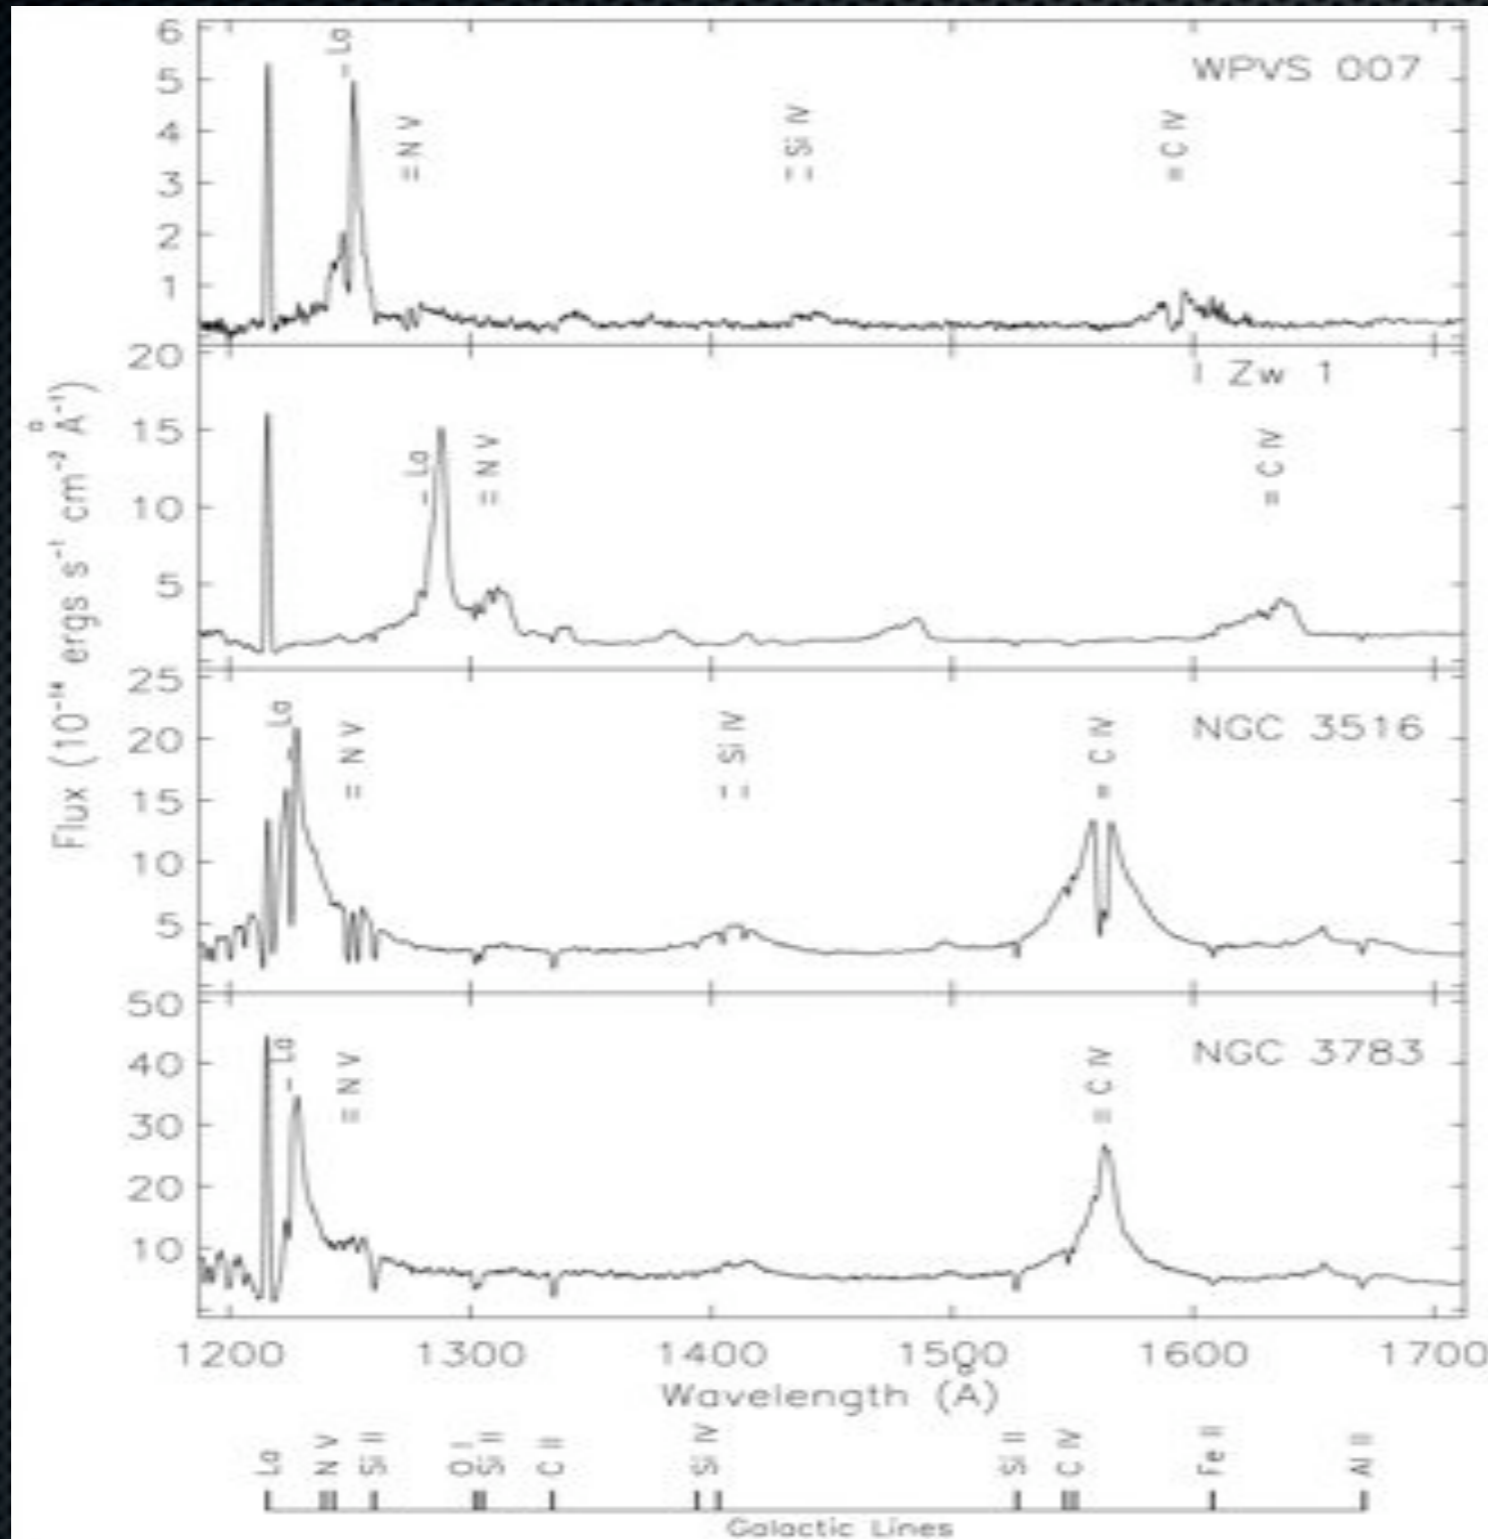 6
5
4
3
2
1
Lα
N V
Si IV
C IV
WPVS 007
20
15
10
5
Lα
N V
C IV
I Zw 1
25
20
15
10
5
Lα
N V
Si IV
C IV
NGC 3516
50
40
30
20
10
Lα
N V
C IV
NGC 3783
Flux (10⁻¹⁴ ergs s⁻¹ cm⁻² Å⁻¹)
1200 1300 1400 1500 1600 1700
Wavelength (Å)
Lα N V Si II O I Si II C II Si IV Si II C IV Fe II Al II
Galactic Lines